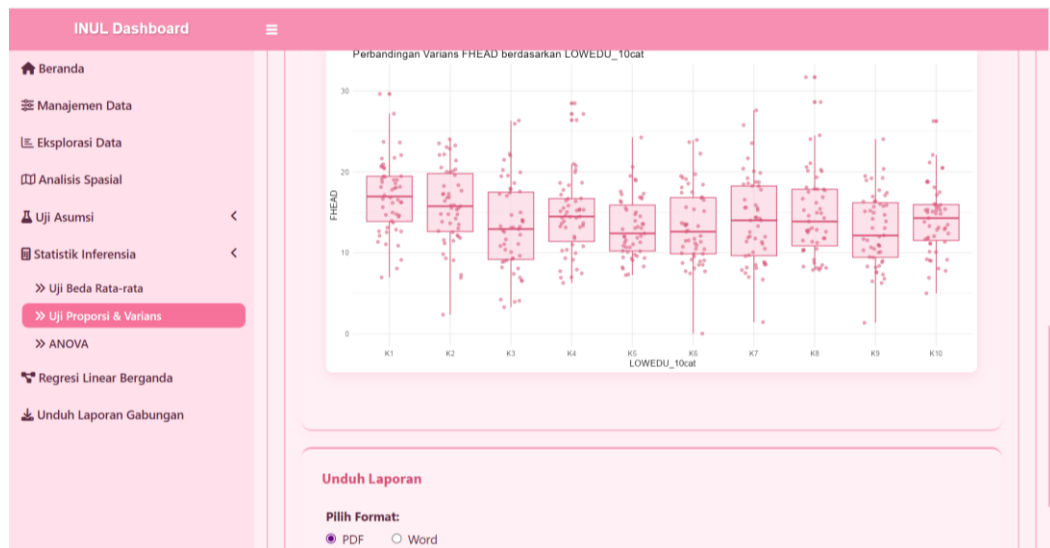 INUL Dashboard
Beranda
Manajemen Data
Eksplorasi Data
Analisis Spasial
Uji Asumsi
Statistik Inferensia
Uji Beda Rata-rata
Uji Proporsi & Varians
ANOVA
Regresi Linear Berganda
Unduh Laporan Gabungan
Perbandingan Varians FHEAD berdasarkan LOWEDU_10cat
FHEAD
30
20
10
0
K1 K2 K3 K4 K5 K6 K7 K8 K9 K10
LOWEDU_10cat
Unduh Laporan
Pilih Format:
PDF Word